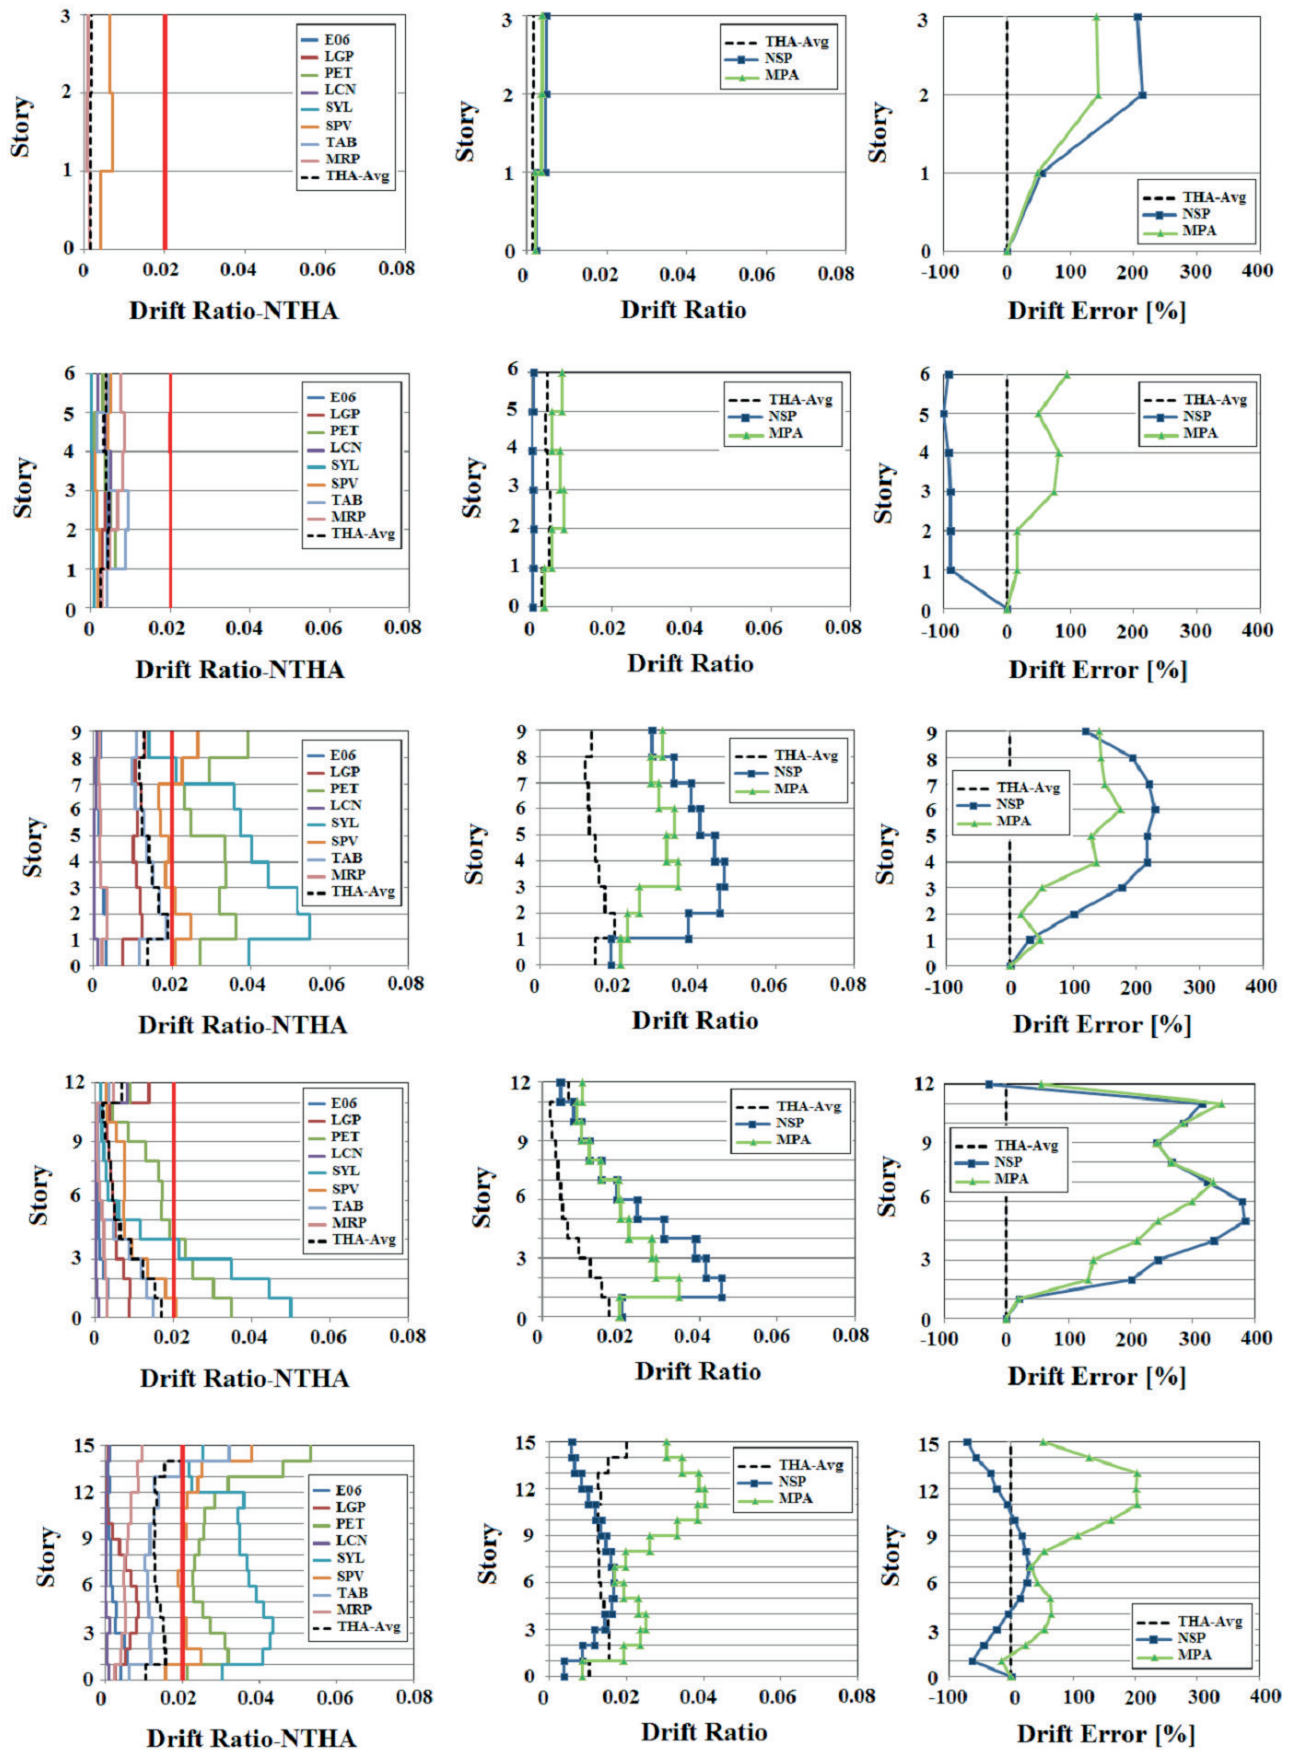 3
2
1
0
Story
E06
LGP
PET
LCN
SYL
SPV
TAB
MRP
THA-Avg
0 0.02 0.04 0.06 0.08
Drift Ratio-NTHA
3
2
1
0
Story
THA-Avg
NSP
MPA
0 0.02 0.04 0.06 0.08
Drift Ratio
3
2
1
0
Story
THA-Avg
NSP
MPA
-100 0 100 200 300 400
Drift Error [%]
6
5
4
3
2
1
0
Story
E06
LGP
PET
LCN
SYL
SPV
TAB
MRP
THA-Avg
0 0.02 0.04 0.06 0.08
Drift Ratio-NTHA
6
5
4
3
2
1
0
Story
THA-Avg
NSP
MPA
0 0.02 0.04 0.06 0.08
Drift Ratio
6
5
4
3
2
1
0
Story
THA-Avg
NSP
MPA
-100 0 100 200 300 400
Drift Error [%]
9
8
7
6
5
4
3
2
1
0
Story
E06
LGP
PET
LCN
SYL
SPV
TAB
MRP
THA-Avg
0 0.02 0.04 0.06 0.08
Drift Ratio-NTHA
9
8
7
6
5
4
3
2
1
0
Story
THA-Avg
NSP
MPA
0 0.02 0.04 0.06 0.08
Drift Ratio
9
8
7
6
5
4
3
2
1
0
Story
THA-Avg
NSP
MPA
-100 0 100 200 300 400
Drift Error [%]
12
9
6
3
0
Story
E06
LGP
PET
LCN
SYL
SPV
TAB
MRP
THA-Avg
0 0.02 0.04 0.06 0.08
Drift Ratio-NTHA
12
9
6
3
0
Story
THA-Avg
NSP
MPA
0 0.02 0.04 0.06 0.08
Drift Ratio
12
9
6
3
0
Story
THA-Avg
NSP
MPA
-100 0 100 200 300 400
Drift Error [%]
15
12
9
6
3
0
Story
E06
LGP
PET
LCN
SYL
SPV
TAB
MRP
THA-Avg
0 0.02 0.04 0.06 0.08
Drift Ratio-NTHA
15
12
9
6
3
0
Story
THA-Avg
NSP
MPA
0 0.02 0.04 0.06 0.08
Drift Ratio
15
12
9
6
3
0
Story
THA-Avg
NSP
MPA
-100 0 100 200 300 400
Drift Error [%]